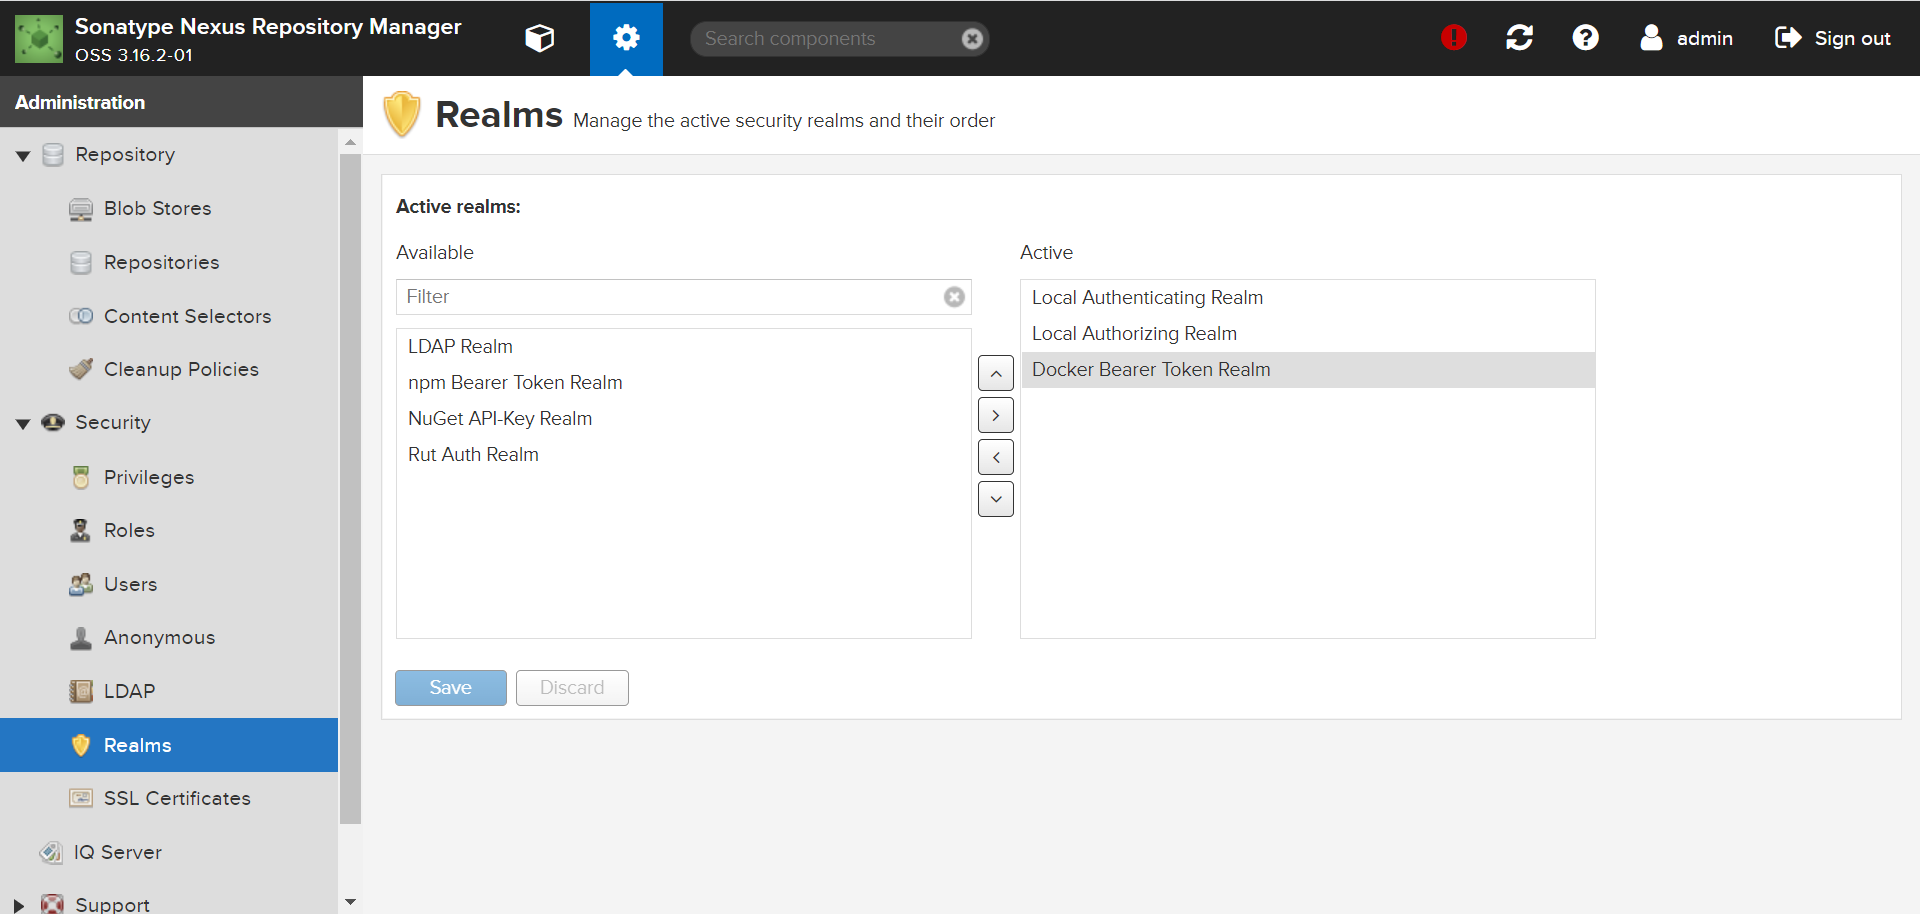 Sonatype Nexus Repository Manager
OSS 3.16.2-01
Search components
admin
Sign out
Administration
Repository
Blob Stores
Repositories
Content Selectors
Cleanup Policies
Security
Privileges
Roles
Users
Anonymous
LDAP
Realms
SSL Certificates
IQ Server
Support
Realms Manage the active security realms and their order
Active realms:
Available
Filter
LDAP Realm
npm Bearer Token Realm
NuGet API-Key Realm
Rut Auth Realm
Active
Local Authenticating Realm
Local Authorizing Realm
Docker Bearer Token Realm
Save
Discard